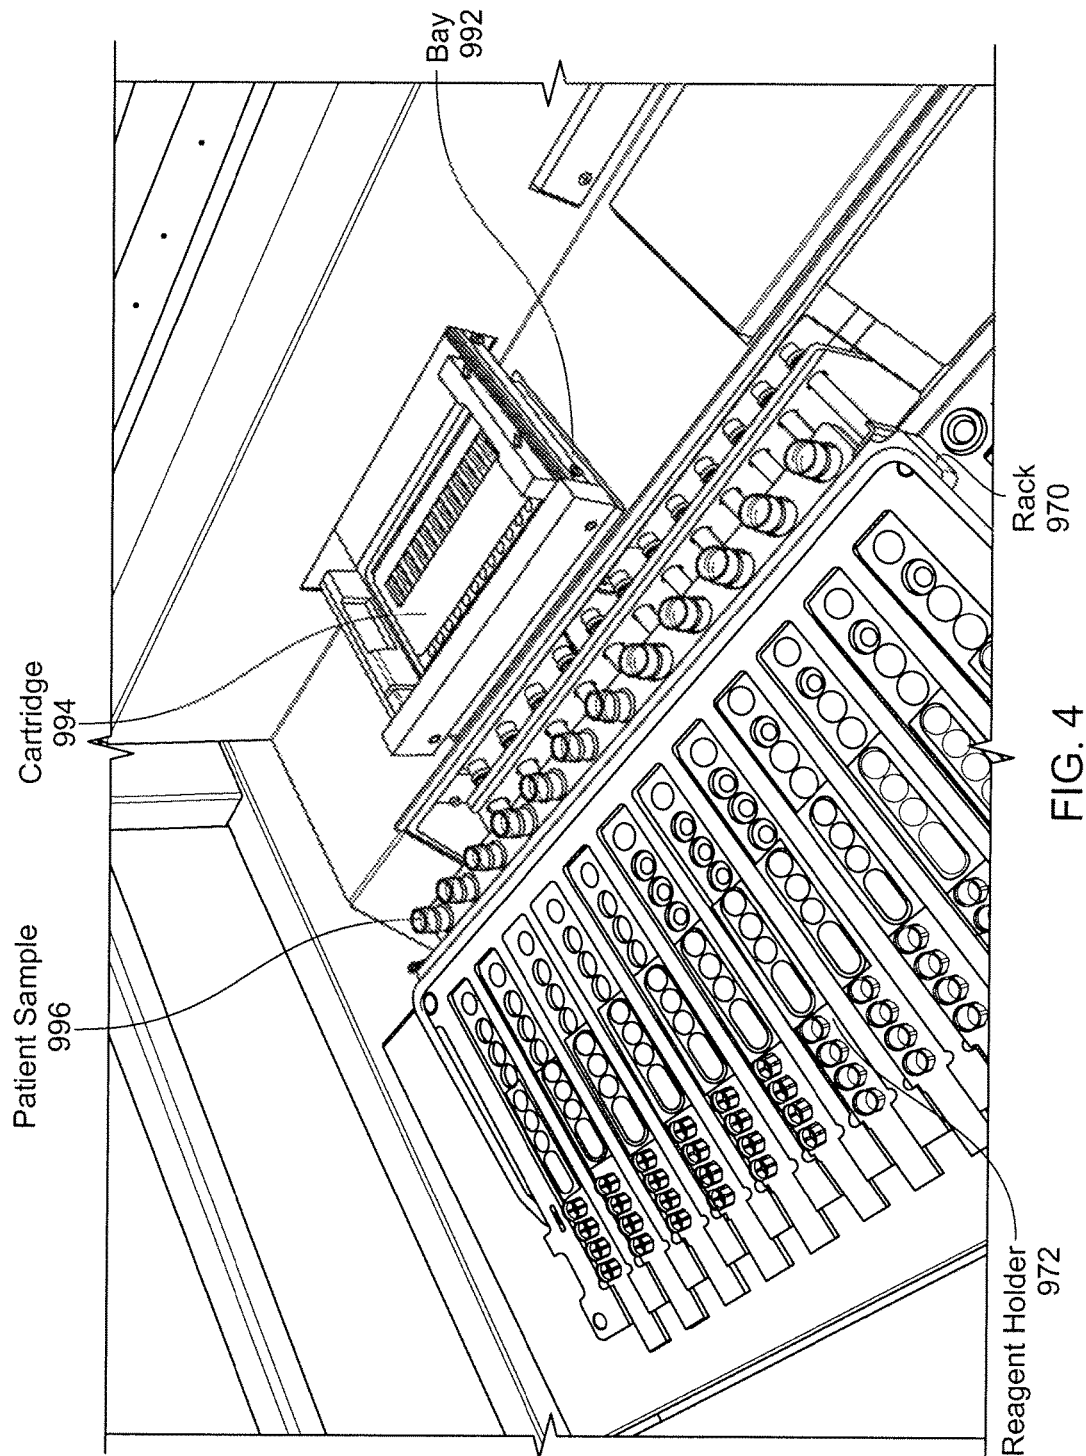 Patient Sample
996
Cartridge
994
Bay
992
Rack
970
Reagent Holder
972
FIG. 4